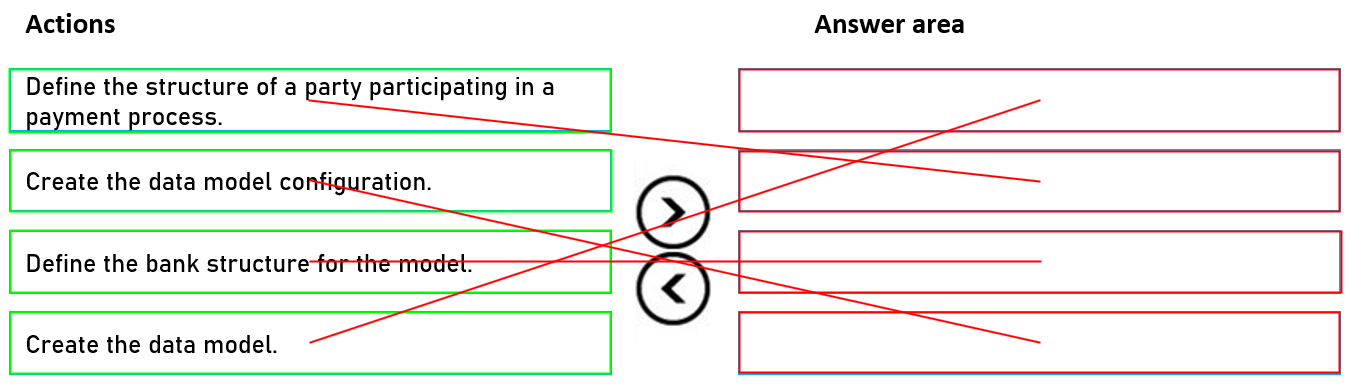 Actions
Answer area
Define the structure of a party participating in a
payment process.
Create the data model configuration.
Define the bank structure for the model.
Create the data model.